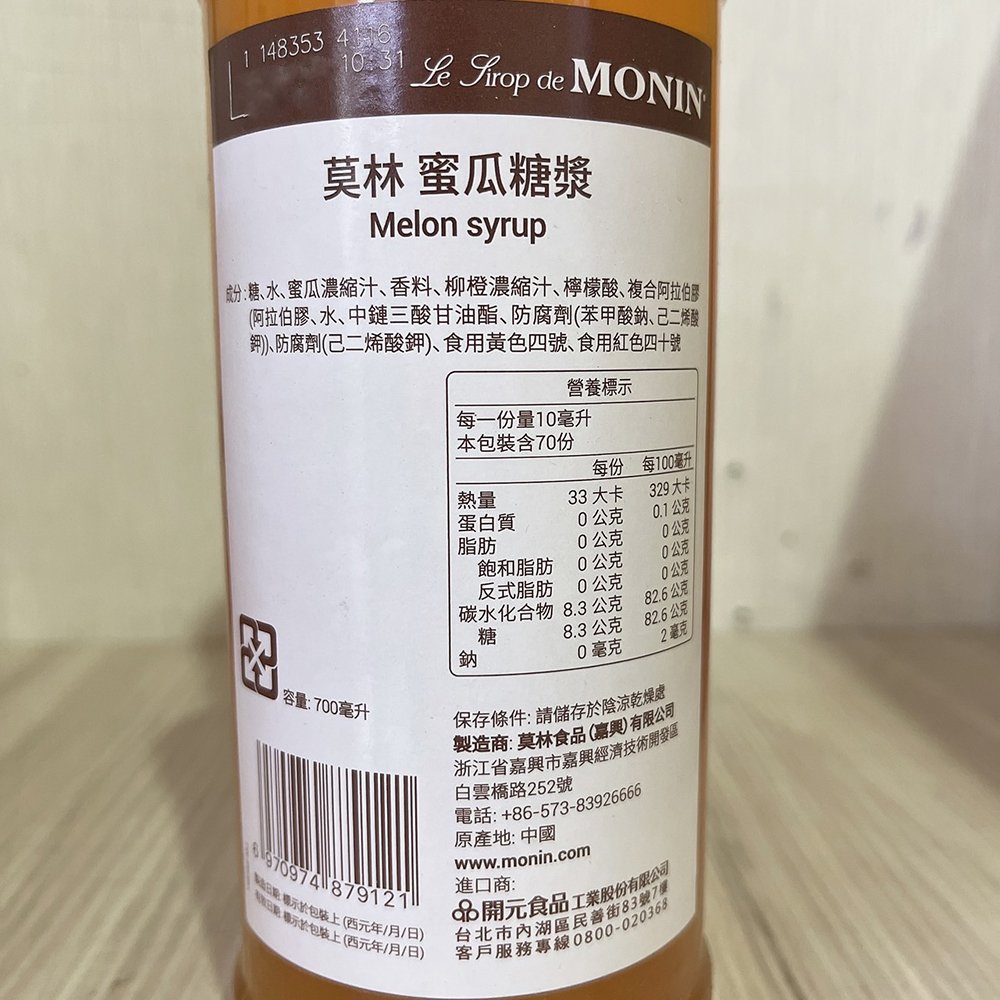 1 148353 4116
10:31
Le Sirop de MONIN
莫林 蜜瓜糖漿
Melon syrup
成分:糖、水、蜜瓜濃縮汁、香料、柳橙濃縮汁、檸檬酸、複合阿拉伯膠
(阿拉伯膠、水、中鏈三酸甘油酯、防腐劑(苯甲酸鈉、己二烯酸
鉀))、防腐劑(己二烯酸鉀)、食用黃色四號、食用紅色四十號
營養標示
每一份量10毫升
本包裝含70份
每份 每100毫升
熱量 33 大卡 329 大卡
蛋白質 0 公克 0.1 公克
脂肪 0 公克 0 公克
飽和脂肪 0 公克 0 公克
反式脂肪 0 公克 0 公克
碳水化合物 8.3 公克 82.6 公克
糖 8.3 公克 82.6 公克
鈉 0 毫克 2 毫克
容量: 700毫升
保存條件: 請儲存於陰涼乾燥處
製造商: 莫林食品(嘉興)有限公司
浙江省嘉興市嘉興經濟技術開發區
白雲橋路252號
電話: +86-573-83926666
原產地: 中國
www.monin.com
進口商:
開元食品工業股份有限公司
台北市內湖區民善街83號7樓
客戶服務專線0800-020368
970974 879121
製造日期: 標示於包裝上 (西元年/月/日)
有效日期: 標示於包裝上 (西元年/月/日)